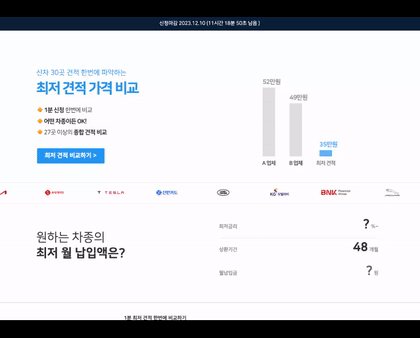 신청마감 2023.12.10 (11시간 18분 50초 남음)
신차 30곳 견적 한번에 파악하는
최저 견적 가격 비교
1분 신청 한번에 비교
어떤 차종이든 OK!
27곳 이상의 종합 견적 비교
최저 견적 비교하기 >
52만원
49만원
35만원
A 업체
B 업체
최저 견적
TESLA
신한카드
BNK
원하는 차종의
최저 월 납입액은?
최저금리
? %~
상환기간
48 개월
월납입금
? 원
1분 최저 견적 한번에 비교하기